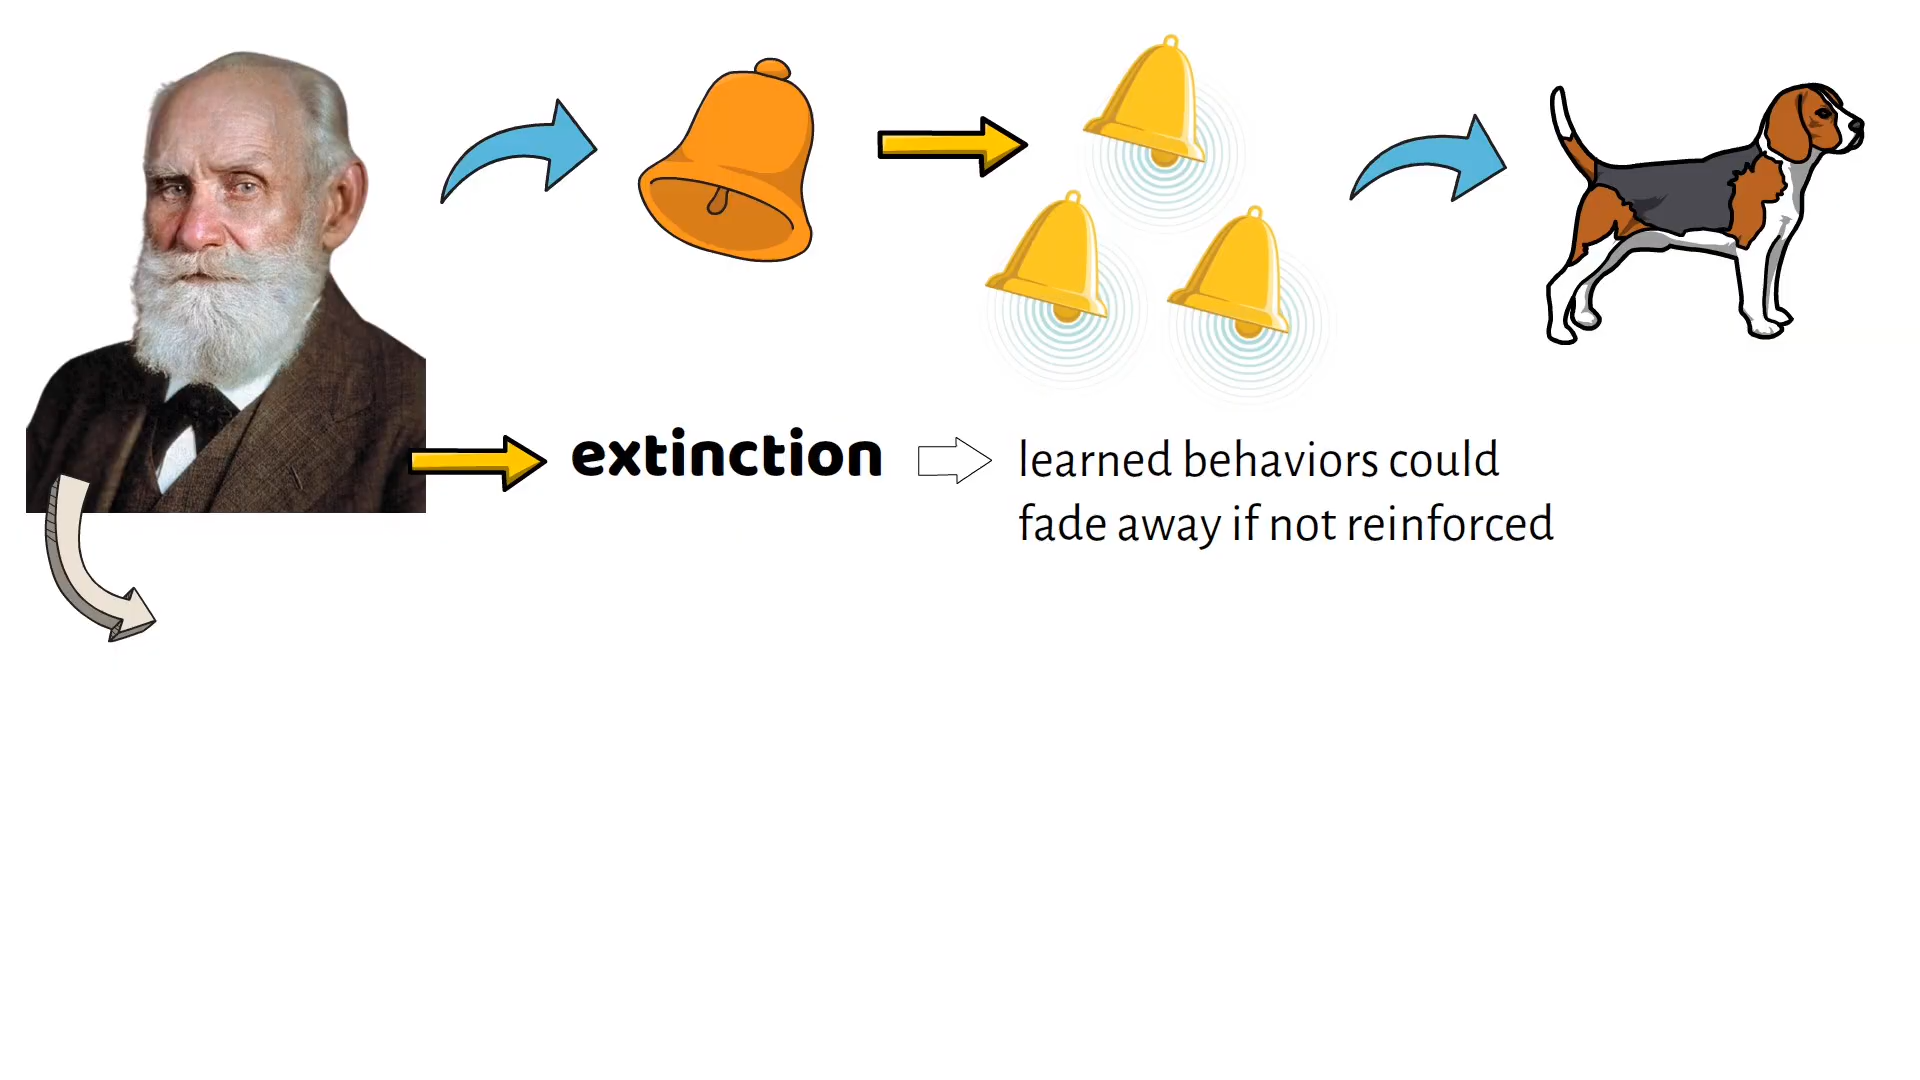 extinction
learned behaviors could
fade away if not reinforced